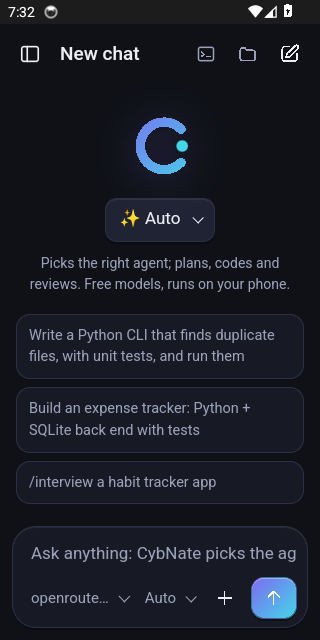 7:32
New chat
✨ Auto
Picks the right agent; plans, codes and
reviews. Free models, runs on your phone.
Write a Python CLI that finds duplicate
files, with unit tests, and run them
Build an expense tracker: Python +
SQLite back end with tests
/interview a habit tracker app
Ask anything: CybNate picks the ag
openroute… Auto